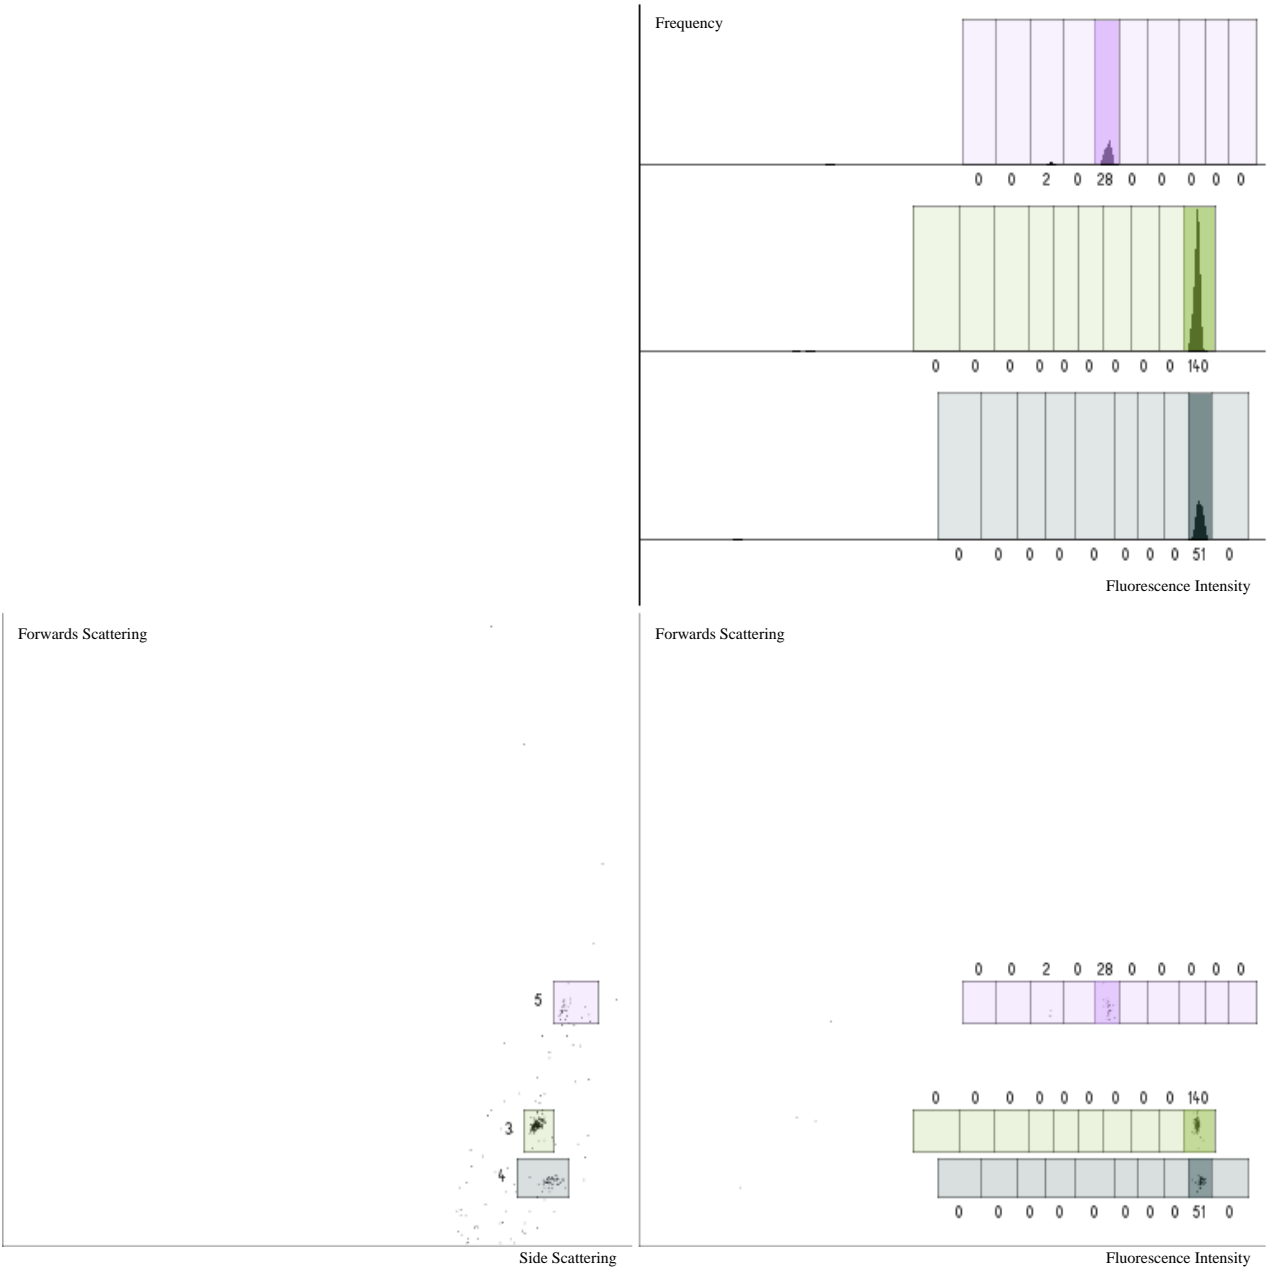 Frequency
0 0 2 0 28 0 0 0 0 0
0 0 0 0 0 0 0 0 0 140
0 0 0 0 0 0 0 0 51 0
Fluorescence Intensity
Forwards Scattering
5
3
4
Side Scattering
Forwards Scattering
0 0 2 0 28 0 0 0 0 0
0 0 0 0 0 0 0 0 0 140
0 0 0 0 0 0 0 0 51 0
Fluorescence Intensity